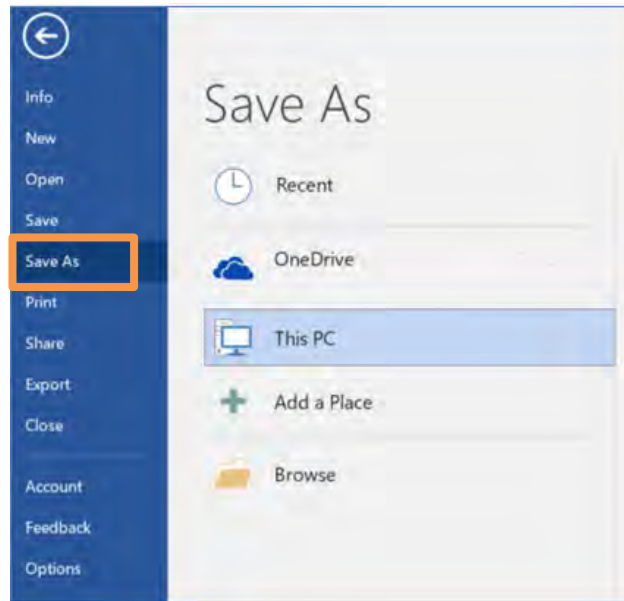 Info
New
Open
Save
Save As
Print
Share
Export
Close
Account
Feedback
Options
Save As
Recent
OneDrive
This PC
Add a Place
Browse